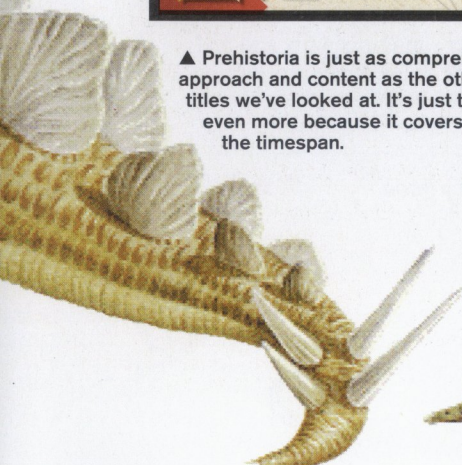 ▲ Prehistoria is just as compre
approach and content as the oth
titles we've looked at. It's just t
even more because it covers
the timespan.